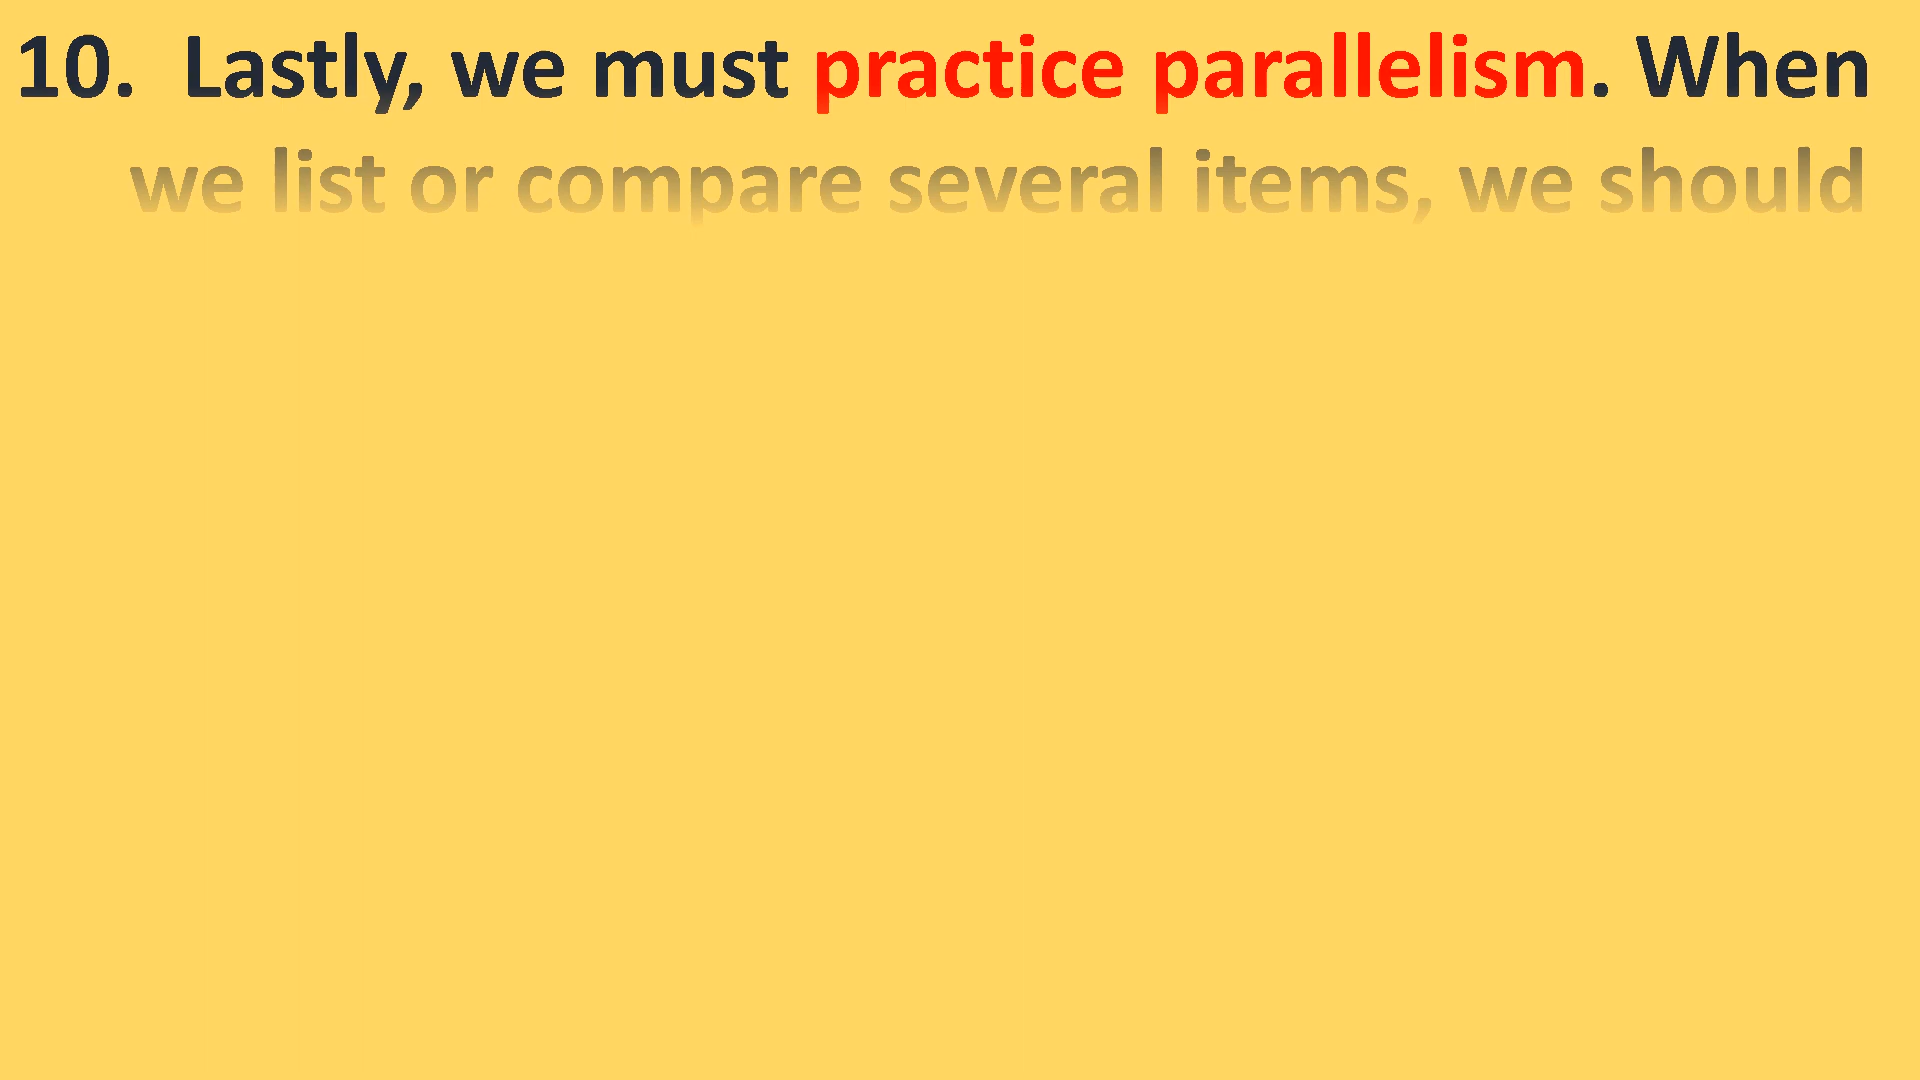 10. Lastly, we must practice parallelism. When
we list or compare several items, we should